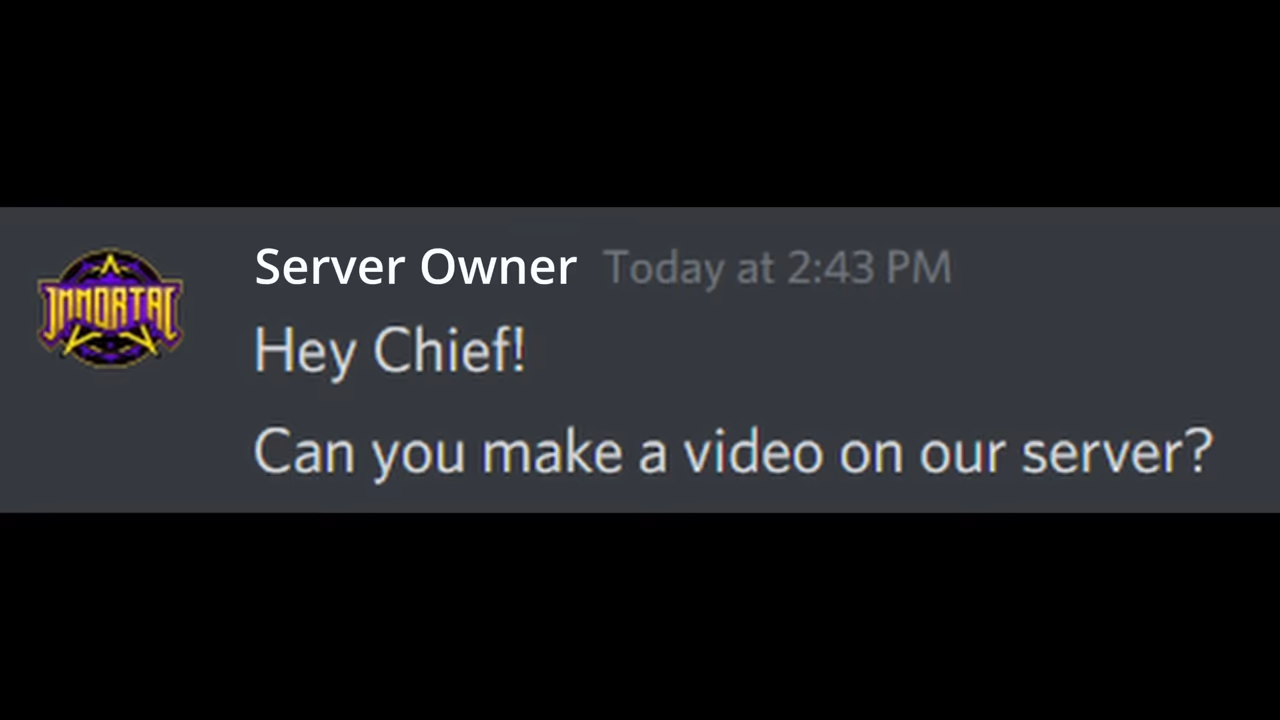 IMMORTAL
Server Owner Today at 2:43 PM
Hey Chief!
Can you make a video on our server?